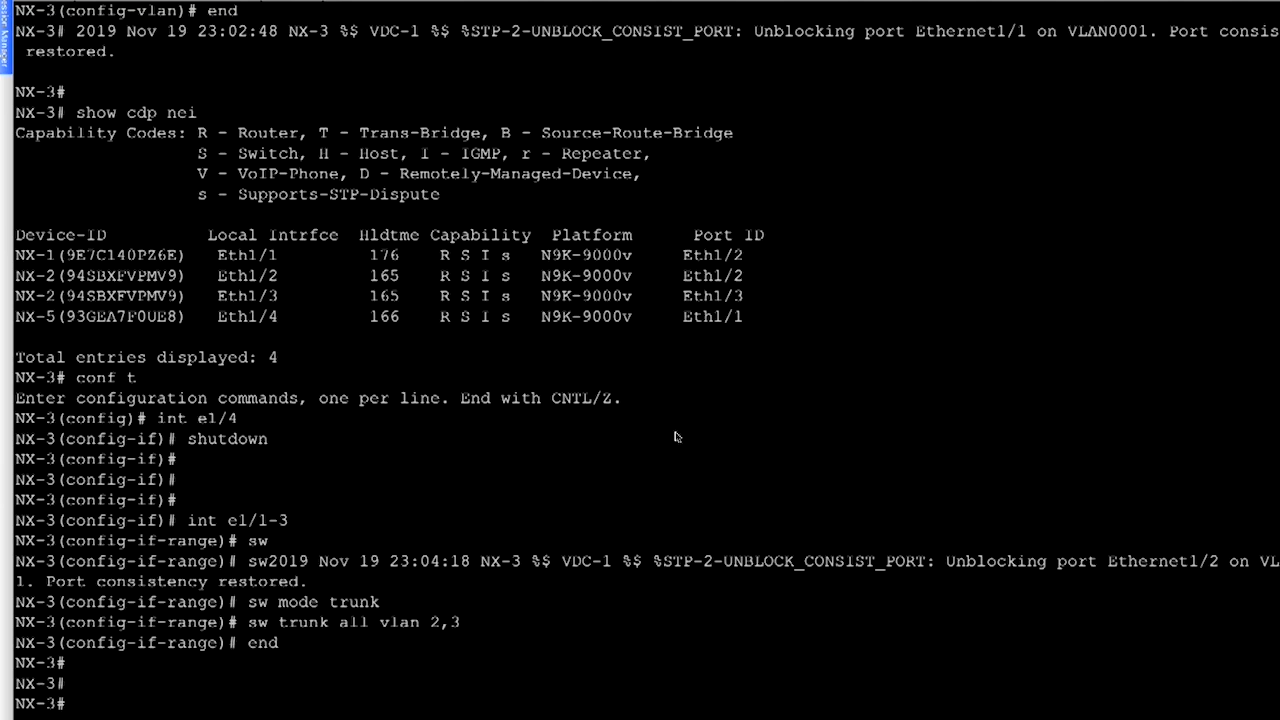 ession Manager
NX-3(config-vlan)# end
NX-3# 2019 Nov 19 23:02:48 NX-3 %$ VDC-1 %$ %STP-2-UNBLOCK_CONSIST_PORT: Unblocking port Ethernet1/1 on VLAN0001. Port consis
restored.
NX-3#
NX-3# show cdp nei
Capability Codes: R - Router, T - Trans-Bridge, B - Source-Route-Bridge
S - Switch, H - Host, I - IGMP, r - Repeater,
V - VoIP-Phone, D - Remotely-Managed-Device,
s - Supports-STP-Dispute
Device-ID Local Intrfce Hldtme Capability Platform Port ID
NX-1(9E7C140PZ6E) Eth1/1 176 R S I s N9K-9000v Eth1/2
NX-2(94SBXFVPMV9) Eth1/2 165 R S I s N9K-9000v Eth1/2
NX-2(94SBXFVPMV9) Eth1/3 165 R S I s N9K-9000v Eth1/3
NX-5(93GEA7F0UE8) Eth1/4 166 R S I s N9K-9000v Eth1/1
Total entries displayed: 4
NX-3# conf t
Enter configuration commands, one per line. End with CNTL/Z.
NX-3(config)# int e1/4
NX-3(config-if)# shutdown
NX-3(config-if)#
NX-3(config-if)#
NX-3(config-if)#
NX-3(config-if)# int e1/1-3
NX-3(config-if-range)# sw
NX-3(config-if-range)# sw2019 Nov 19 23:04:18 NX-3 %$ VDC-1 %$ %STP-2-UNBLOCK_CONSIST_PORT: Unblocking port Ethernet1/2 on VL
1. Port consistency restored.
NX-3(config-if-range)# sw mode trunk
NX-3(config-if-range)# sw trunk all vlan 2,3
NX-3(config-if-range)# end
NX-3#
NX-3#
NX-3#